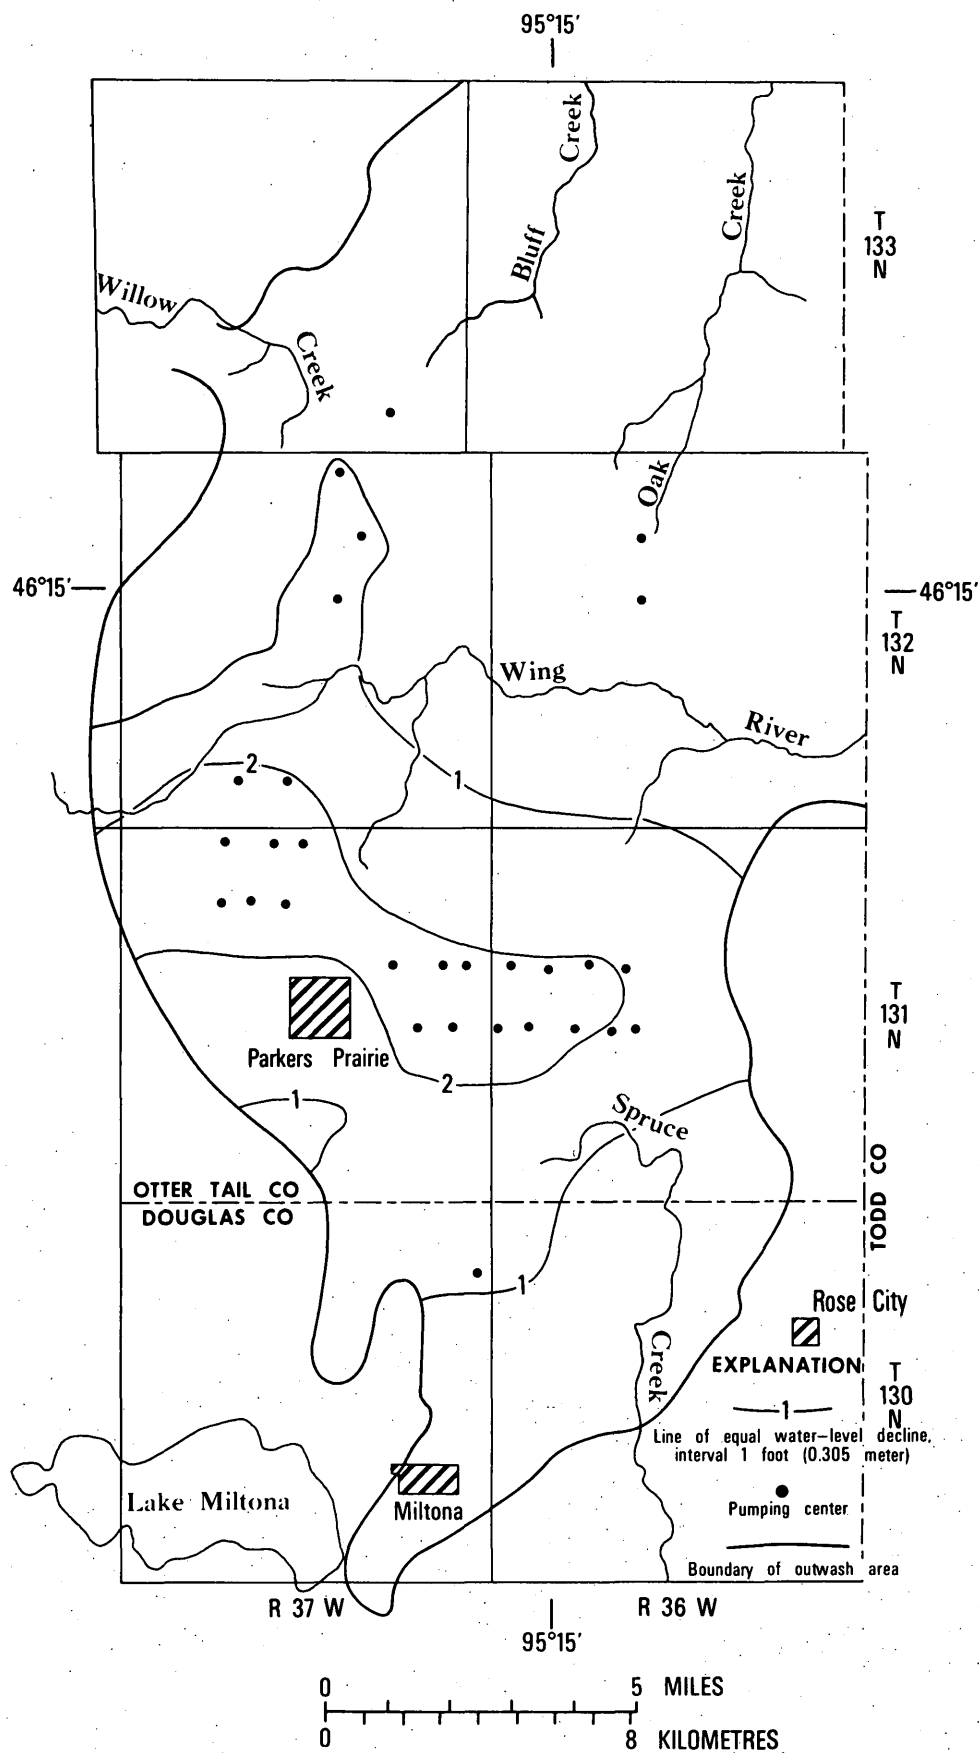 95°15'
Creek
Creek
Bluff
T
133
N
Willow
Creek
Oak
46°15'
46°15'
T
132
N
Wing
River
2
1
T
131
N
Parkers Prairie
2
1
Spruce
OTTER TAIL CO
DOUGLAS CO
TODD CO
1
Rose City
Creek
EXPLANATION
T
130
N
1
Line of equal water-level decline,
interval 1 foot (0.305 meter)
Lake Miltona
Miltona
Pumping center
Boundary of outwash area
R 37 W
R 36 W
95°15'
0 5 MILES
0 8 KILOMETRES